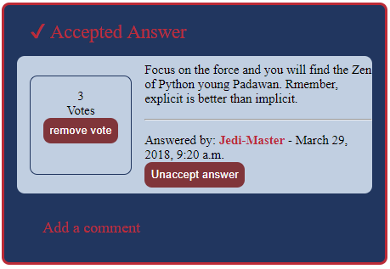 ✔ Accepted Answer
Focus on the force and you will find the Zen
of Python young Padawan. Rmember,
explicit is better than implicit.
3
Votes
remove vote
Answered by: Jedi-Master - March 29,
2018, 9:20 a.m.
Unaccept answer
Add a comment